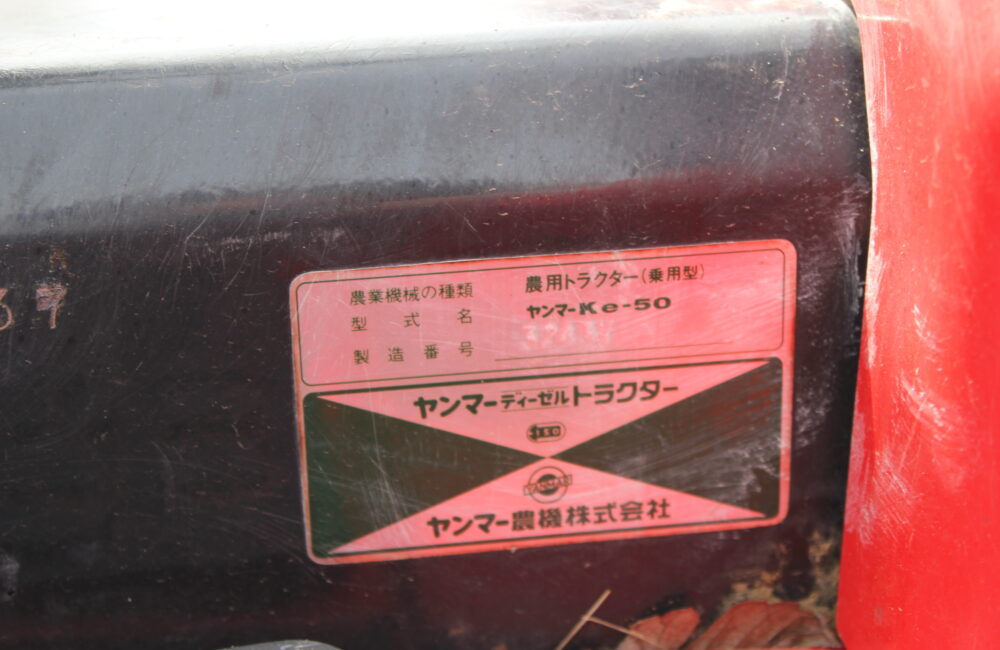 37
農業機械の種類 農用トラクター(乗用型)
型式名 ヤンマーKe-50
製造番号
ヤンマーディーゼルトラクター
ヤンマー農機株式会社